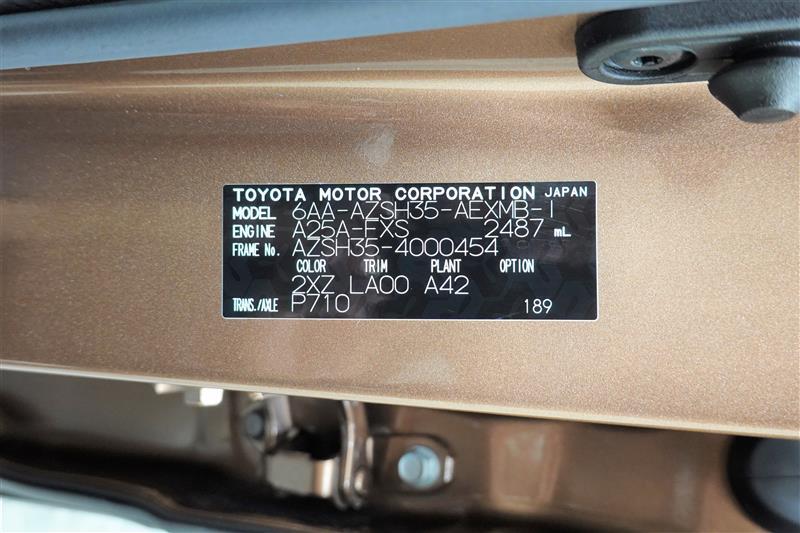 TOYOTA MOTOR CORPORATION JAPAN
MODEL 6AA-AZSH35-AEXMB-I
ENGINE A25A-FXS 2487 mL
FRAME No. AZSH35-4000454
COLOR TRIM PLANT OPTION
2XZ LA00 A42
TRANS./AXLE P710 189